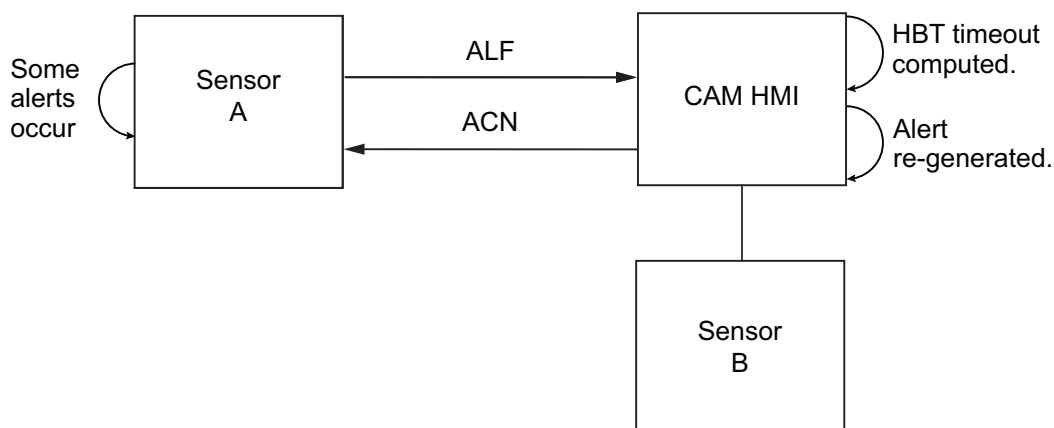 Some
alerts
occur
Sensor
A
ALF
ACN
CAM HMI
HBT timeout
computed.
Alert
re-generated.
Sensor
B